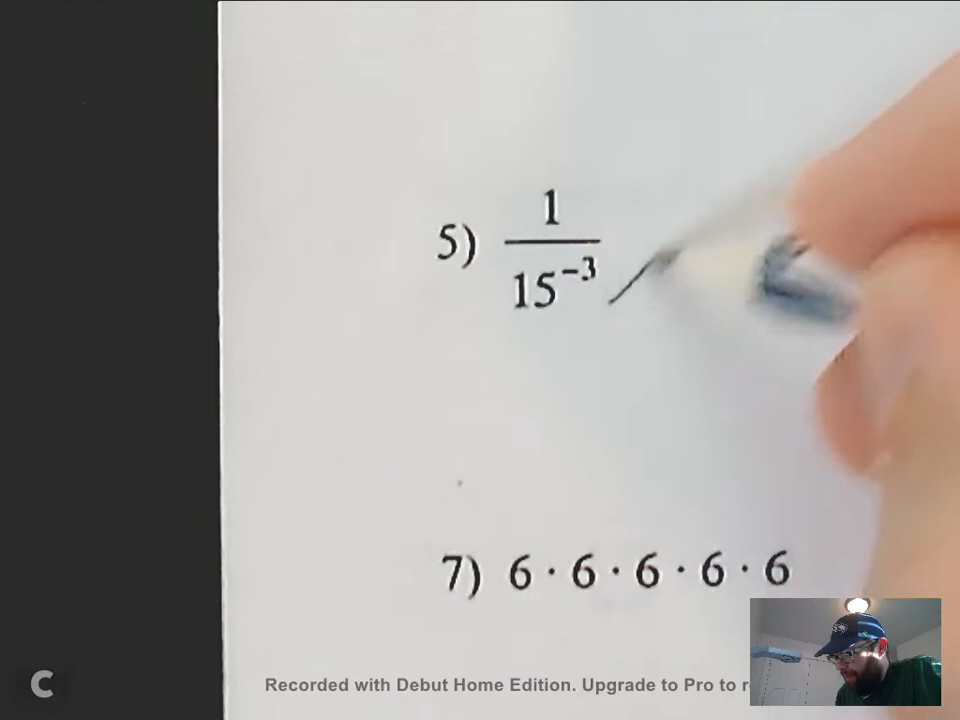 5) 1
15⁻³
7) 6 · 6 · 6 · 6 · 6
Recorded with Debut Home Edition. Upgrade to Pro to
C